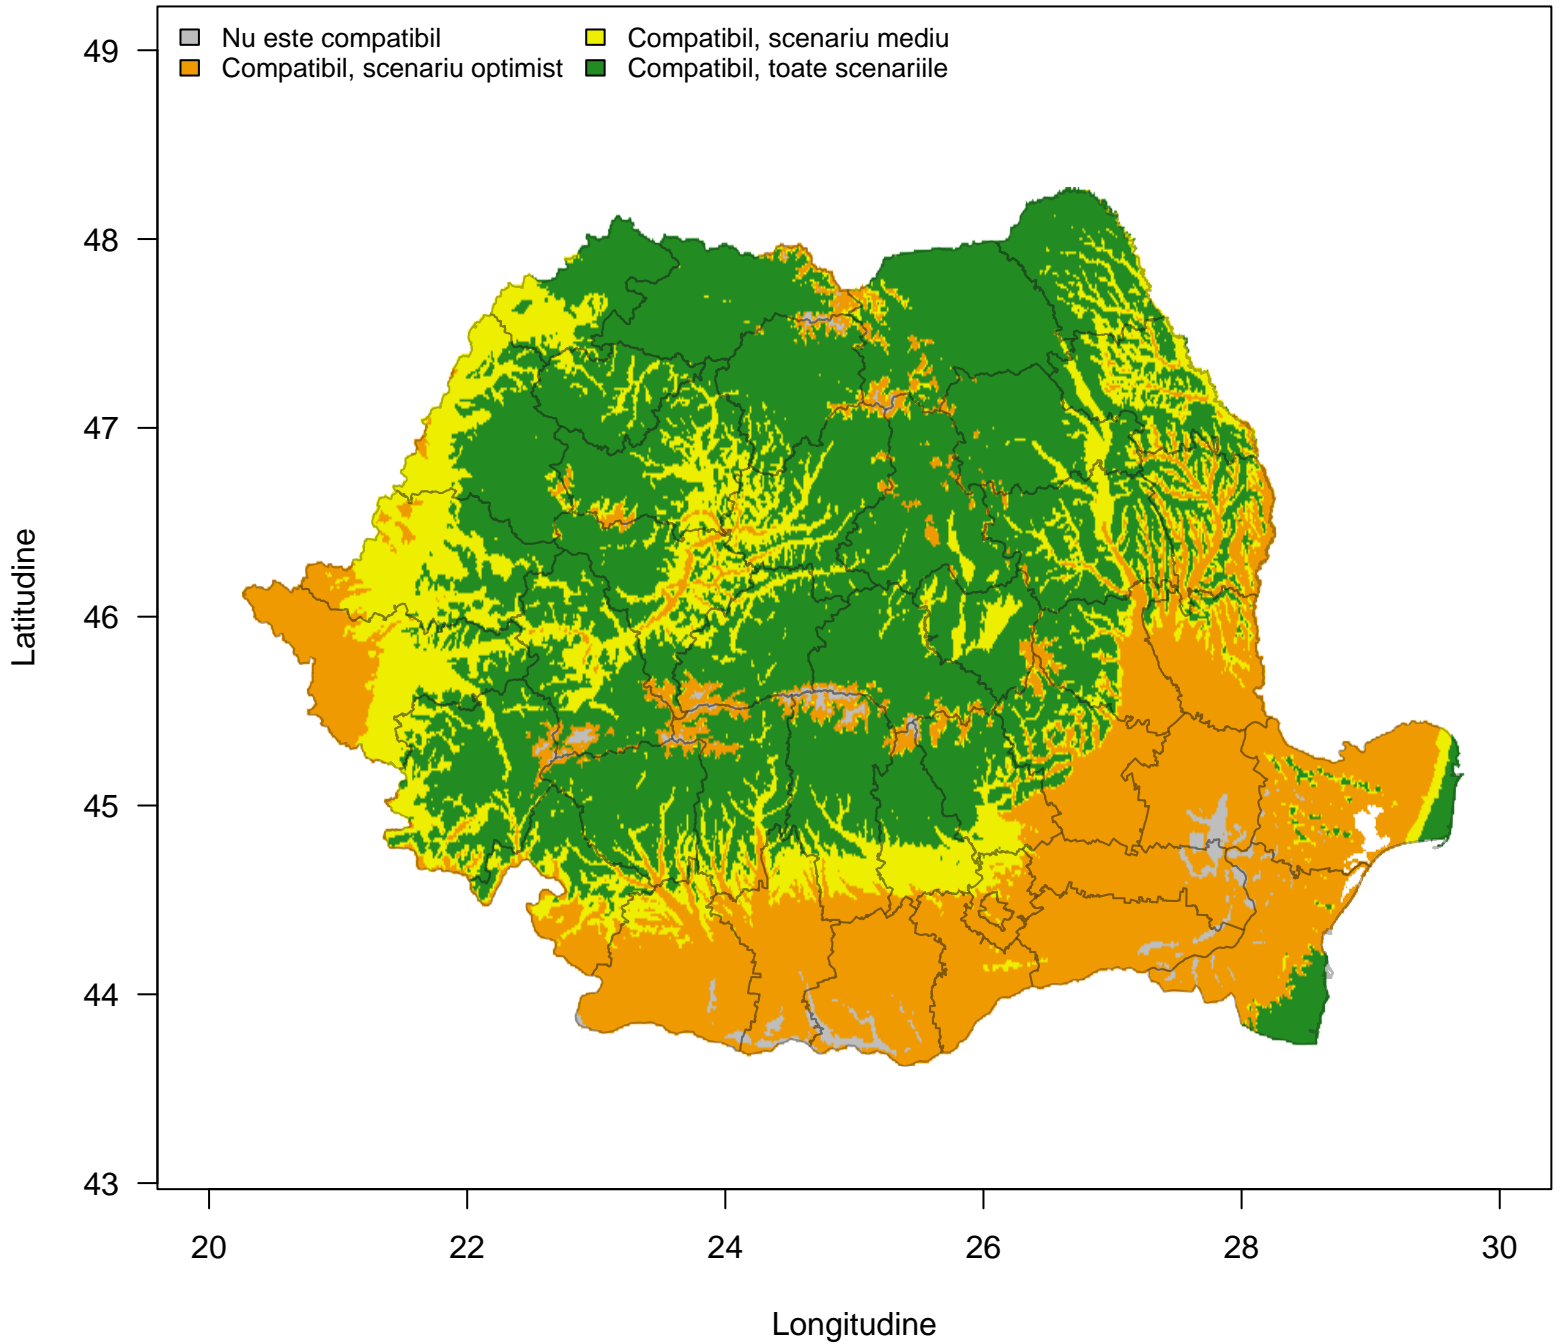 Nu este compatibil
Compatibil, scenariu optimist
Compatibil, scenariu mediu
Compatibil, toate scenariile
49
48
47
46
45
44
43
Latitudine
20 22 24 26 28 30
Longitudine